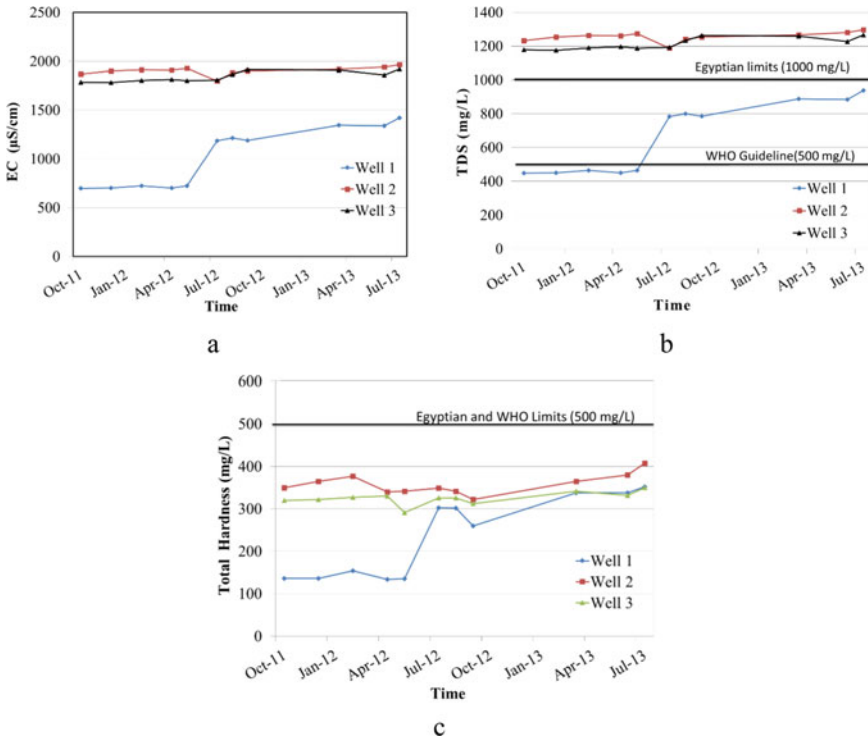 2500
2000
1500
1000
500
0
EC (µS/cm)
Well 1
Well 2
Well 3
Oct-11
Jan-12
Apr-12
Jul-12
Oct-12
Jan-13
Apr-13
Jul-13
Time
a
1400
1200
1000
800
600
400
200
0
TDS (mg/L)
Egyptian limits (1000 mg/L)
WHO Guideline(500 mg/L)
Well 1
Well 2
Well 3
Oct-11
Jan-12
Apr-12
Jul-12
Oct-12
Jan-13
Apr-13
Jul-13
Time
b
600
500
400
300
200
100
0
Total Hardness (mg/L)
Egyptian and WHO Limits (500 mg/L)
Well 1
Well 2
Well 3
Oct-11
Jan-12
Apr-12
Jul-12
Oct-12
Jan-13
Apr-13
Jul-13
Time
c